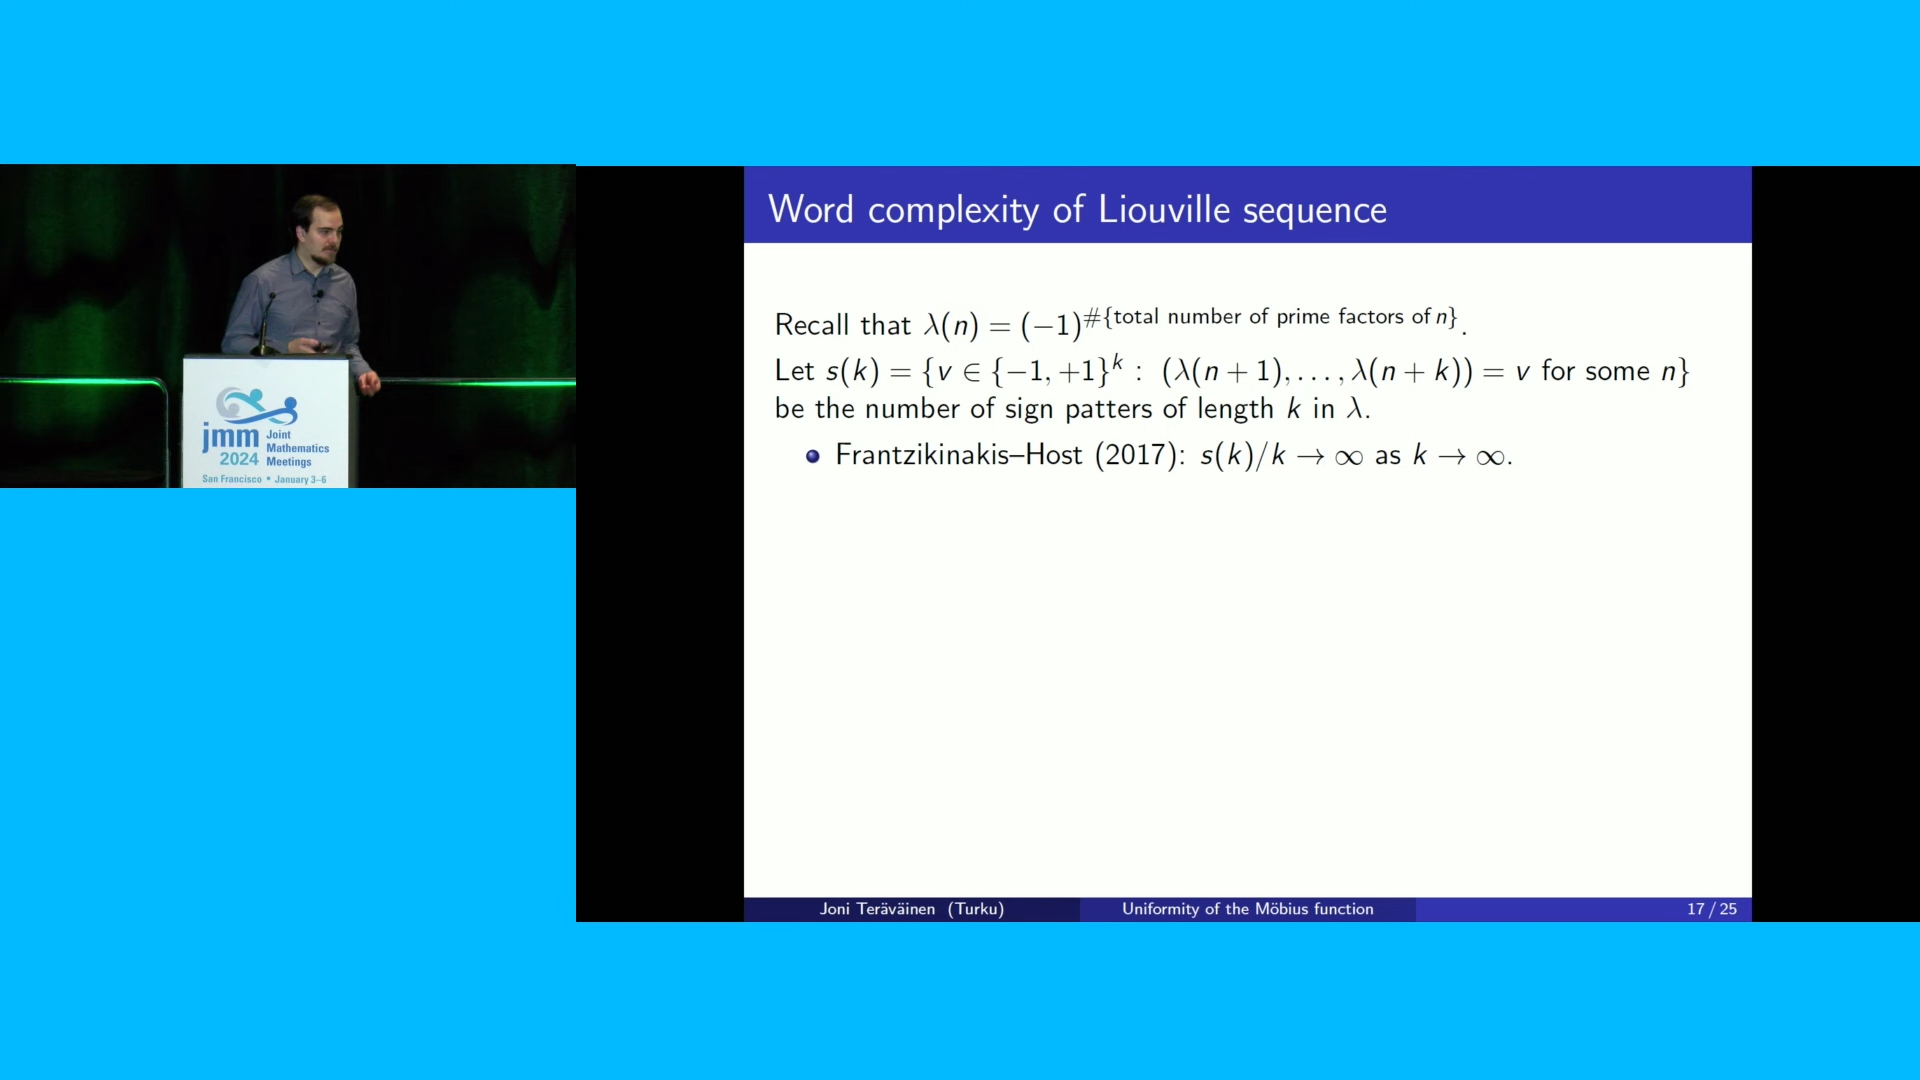 Word complexity of Liouville sequence
Recall that λ(n) = (−1)^#{total number of prime factors of n}.
Let s(k) = {v ∈ {−1, +1}^k : (λ(n + 1), . . . , λ(n + k)) = v for some n}
be the number of sign patters of length k in λ.
Frantzikinakis–Host (2017): s(k)/k → ∞ as k → ∞.
Joni Teräväinen (Turku)
Uniformity of the Möbius function
17 / 25
jmm
2024
Joint
Mathematics
Meetings
San Francisco • January 3–6